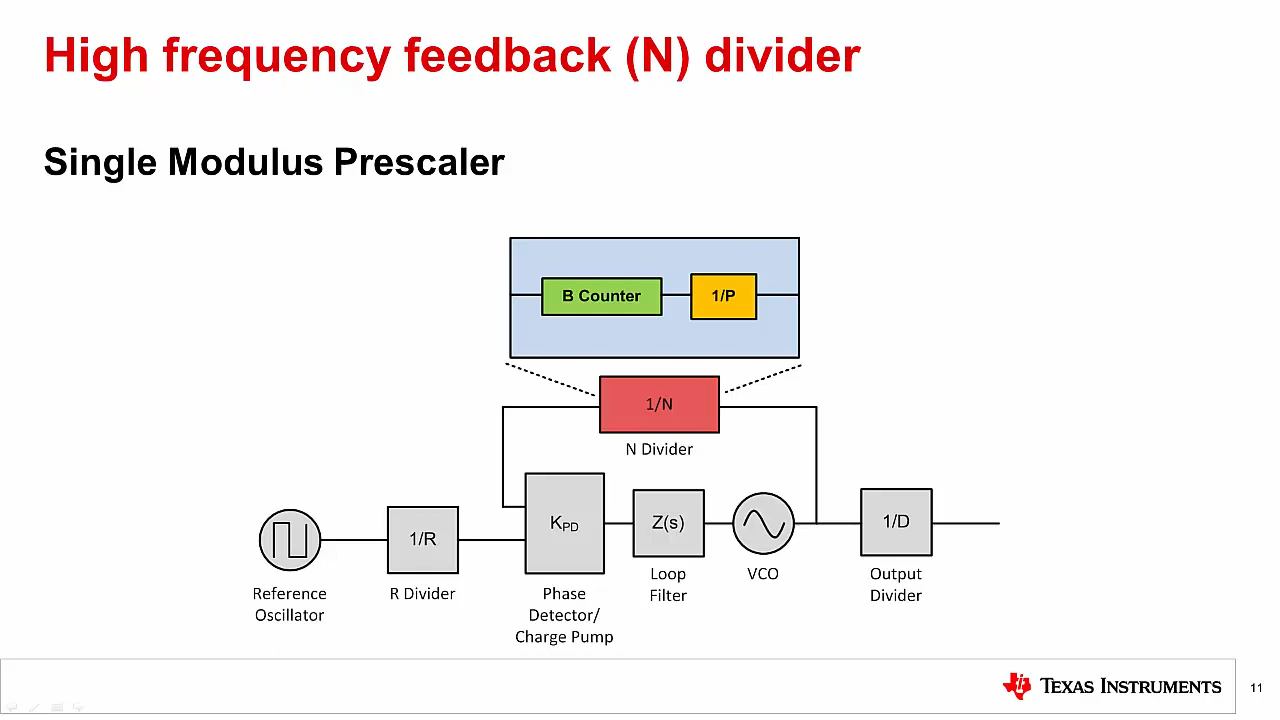 High frequency feedback (N) divider
Single Modulus Prescaler
B Counter
1/P
1/N
N Divider
1/R
K_PD
Z(s)
1/D
Reference
Oscillator
R Divider
Phase
Detector/
Charge Pump
Loop
Filter
VCO
Output
Divider
TEXAS INSTRUMENTS
11